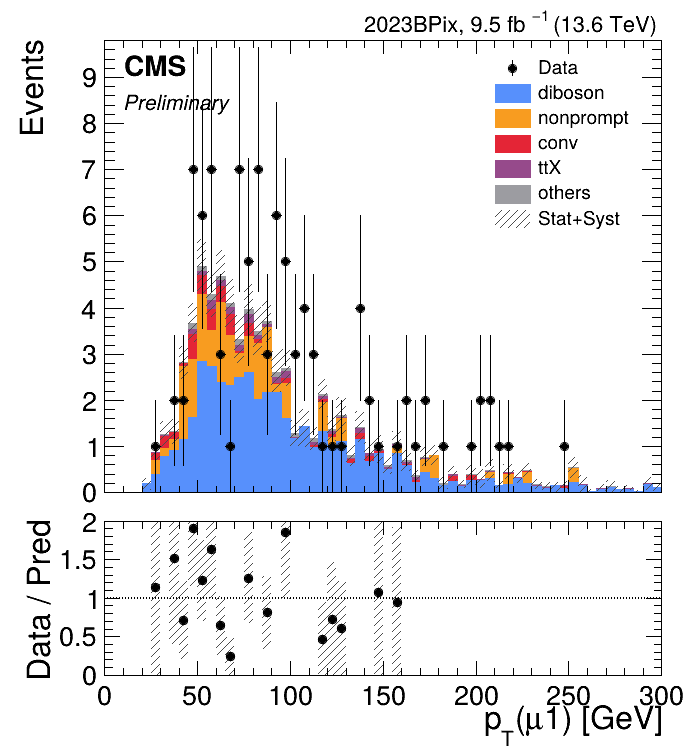 2023BPix, 9.5 fb⁻¹ (13.6 TeV)
Events
CMS
Preliminary
Data
diboson
nonprompt
conv
ttX
others
Stat+Syst
9
8
7
6
5
4
3
2
1
0
Data / Pred
2
1.5
1
0.5
0
0 50 100 150 200 250 300
p_T(μ1) [GeV]